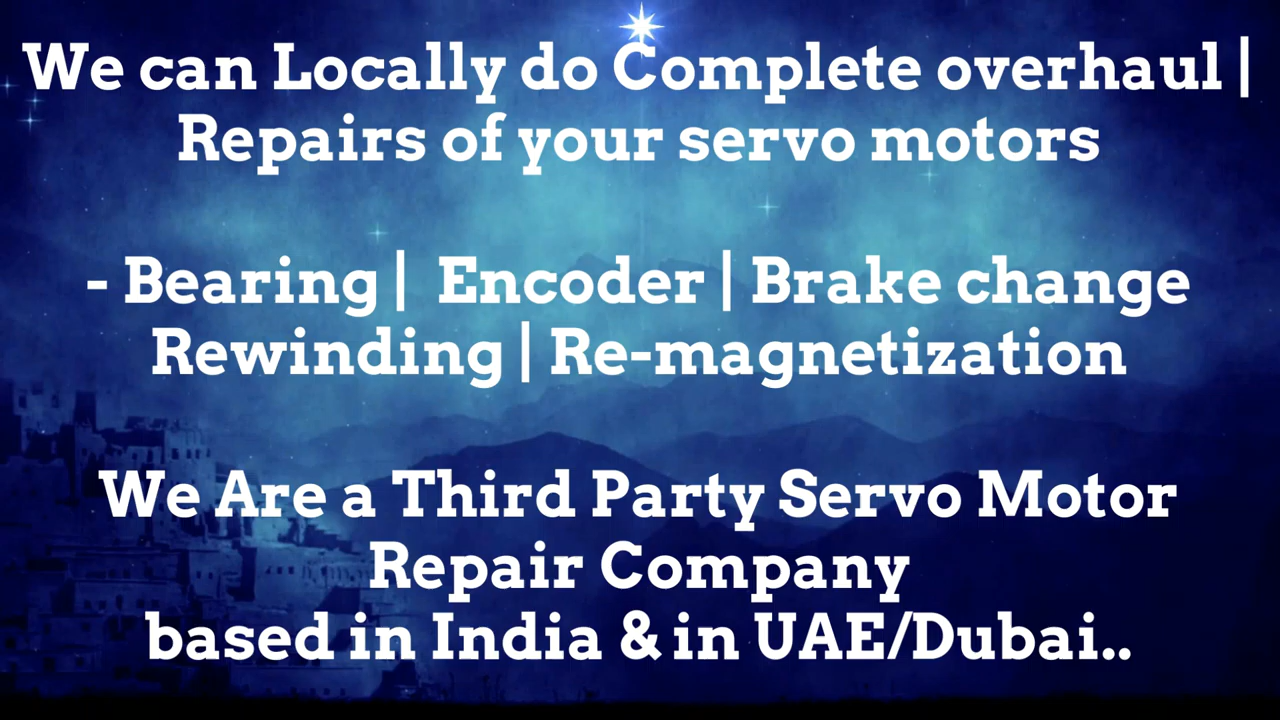 We can Locally do Complete overhaul |
Repairs of your servo motors
- Bearing |  Encoder | Brake change
Rewinding | Re-magnetization
We Are a Third Party Servo Motor
Repair Company
based in India & in UAE/Dubai..